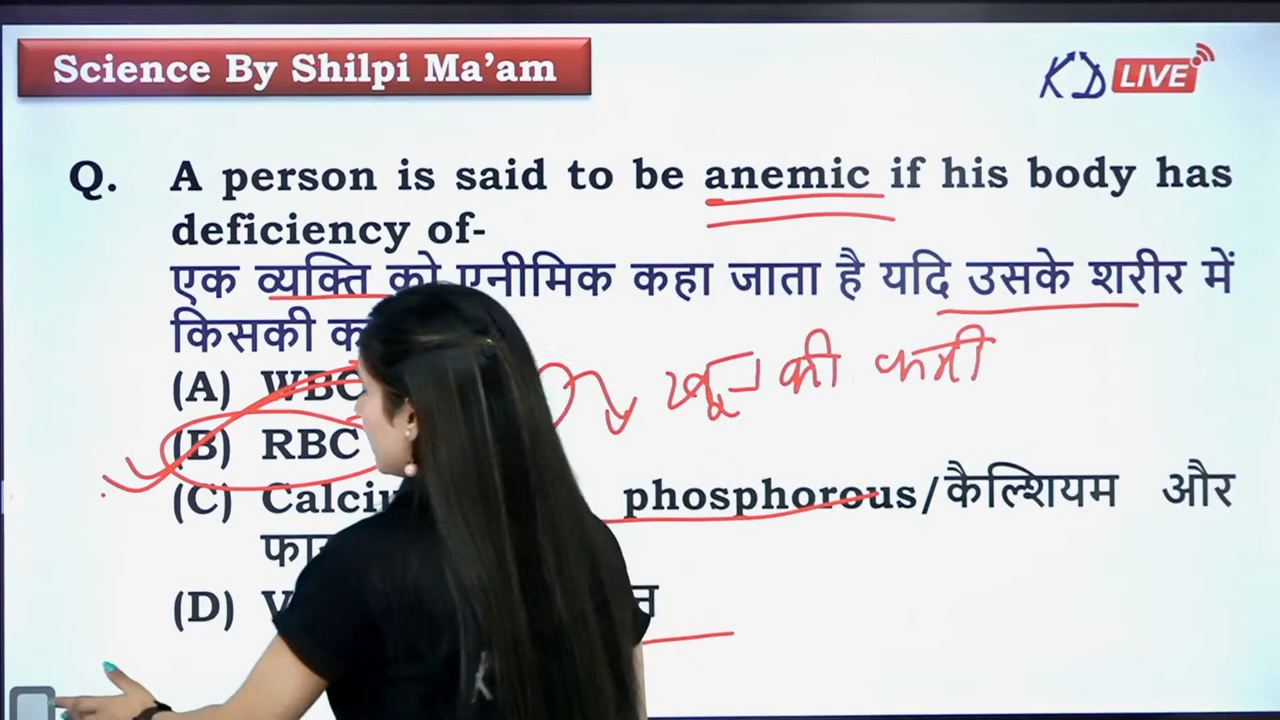 Science By Shilpi Ma'am
KD LIVE
Q. A person is said to be anemic if his body has
deficiency of-
एक व्यक्ति को एनीमिक कहा जाता है यदि उसके शरीर में
किसकी
(A) WBC
खून की कमी
(B) RBC
(C) phosphorous/कैल्शियम और
(D)